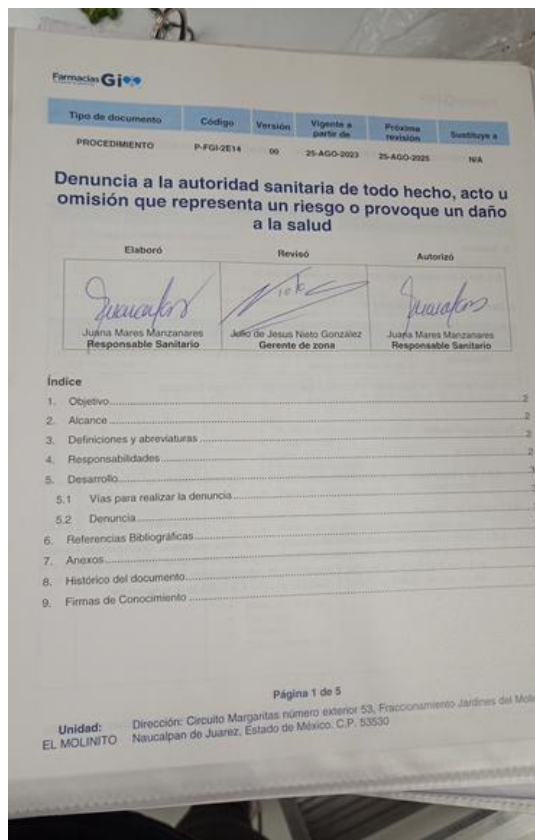 Farmacias Gi
Tipo de documento Código Versión Vigente a partir de Próxima revisión Sustituye a
PROCEDIMIENTO P-FGI-2E14 00 25-AGO-2023 25-AGO-2025 N/A
Denuncia a la autoridad sanitaria de todo hecho, acto u
omisión que representa un riesgo o provoque un daño
a la salud
Elaboró Revisó Autorizó
Juana Mares Manzanares Julio de Jesus Nieto González Juana Mares Manzanares
Responsable Sanitario Gerente de zona Responsable Sanitario
Índice
1. Objetivo 2
2. Alcance 2
3. Definiciones y abreviaturas 2
4. Responsabilidades 2
5. Desarrollo 3
5.1 Vías para realizar la denuncia
5.2 Denuncia
6. Referencias Bibliográficas
7. Anexos
8. Histórico del documento
9. Firmas de Conocimiento
Página 1 de 5
Unidad: Dirección: Circuito Margaritas número exterior 53, Fraccionamiento Jardines del
EL MOLINITO Naucalpan de Juarez, Estado de México. C.P. 53530